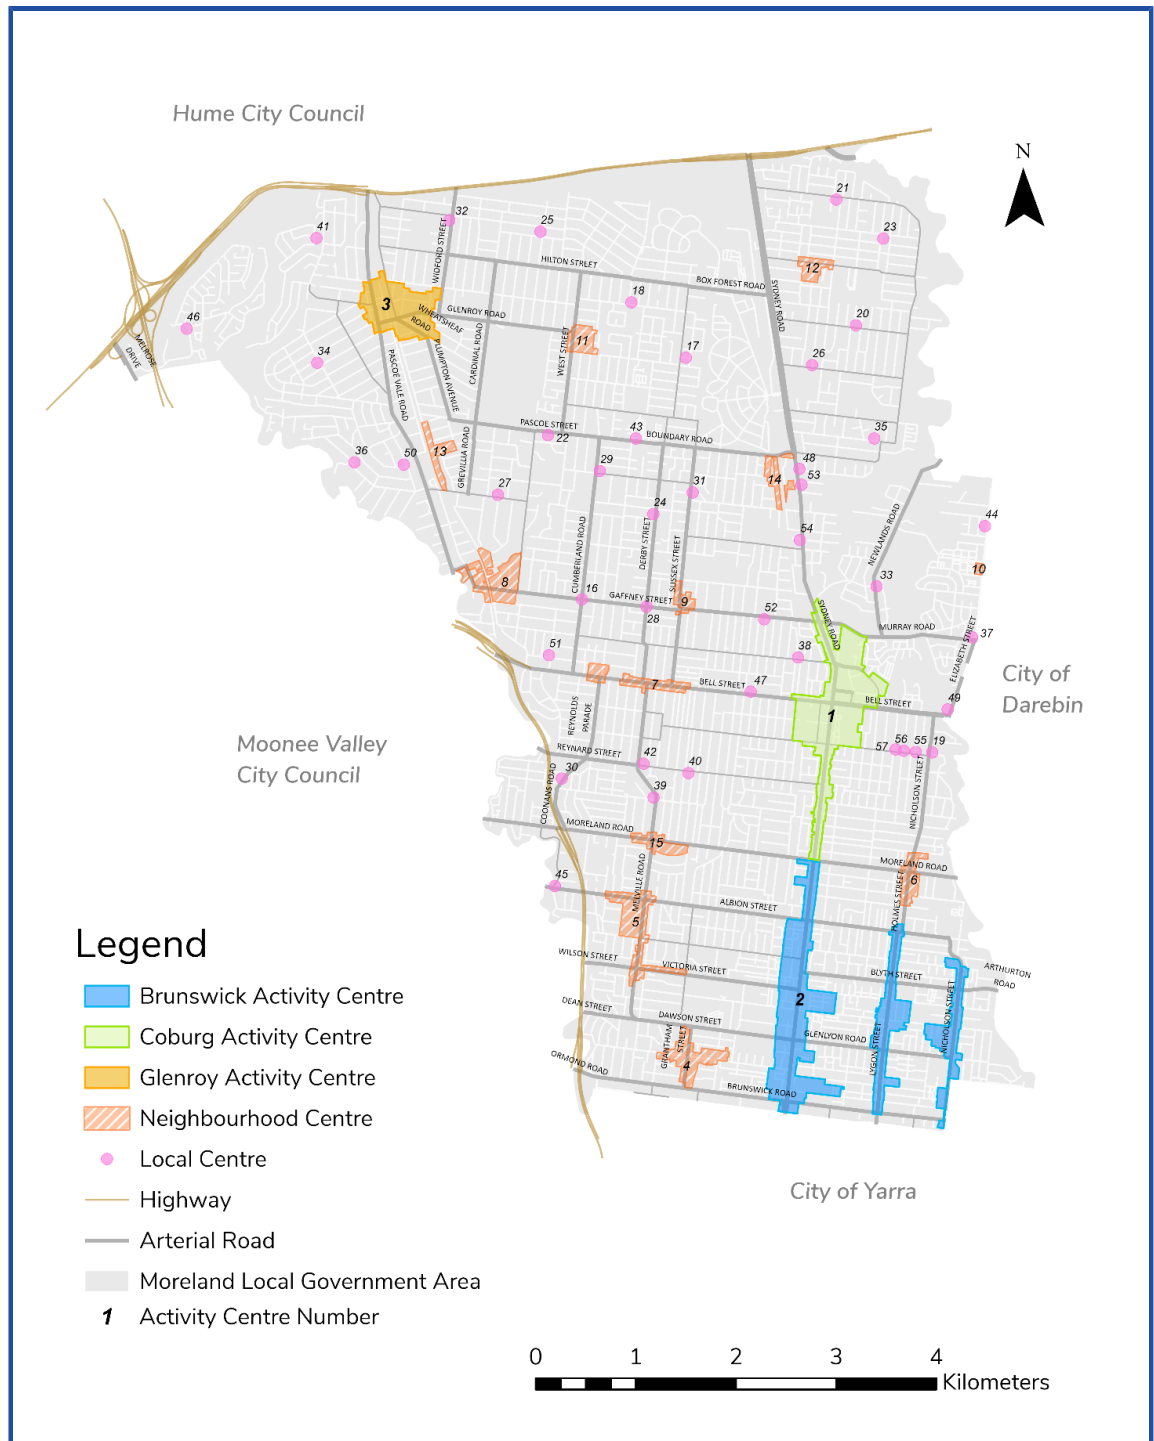 Hume City Council
N
21
32
25
23
41
WIDFORD STREET
HILTON STREET
12
BOX FOREST ROAD
SYDNEY ROAD
18
3
GLENROY ROAD
WHEATSHEAF
ROAD
20
46
11
MELROSE
DRIVE
34
CARDINAL ROAD
WEST STREET
17
26
PASCOE VALE ROAD
PLUMPTON AVENUE
PASCOE STREET
22
43
BOUNDARY ROAD
35
36
50
13
GREVILLIA ROAD
29
48
14
53
27
31
24
44
CUMBERLAND ROAD
DERBY STREET
SUSSEX STREET
54
NEWLANDS ROAD
10
8
33
16
GAFFNEY STREET
9
28
52
SYDNEY ROAD
MURRAY ROAD
37
ELIZABETH STREET
51
38
City of
Darebin
7
BELL STREET
47
BELL STREET
49
1
REYNOLDS
PARADE
Moonee Valley
City Council
REYNARD STREET
42
40
57
56
55
19
30
COONANS ROAD
39
NICHOLSON STREET
MORELAND ROAD
15
MORELAND ROAD
6
45
MELVILLE ROAD
ALBION STREET
HOLMES STREET
5
WILSON STREET
VICTORIA STREET
BLYTH STREET
ARTHURTON
ROAD
2
DEAN STREET
DAWSON STREET
GLENLYON ROAD
NICHOLSON STREET
LYGON STREET
GRANTHAM
STREET
4
ORMOND ROAD
BRUNSWICK ROAD
City of Yarra
Legend
Brunswick Activity Centre
Coburg Activity Centre
Glenroy Activity Centre
Neighbourhood Centre
Local Centre
Highway
Arterial Road
Moreland Local Government Area
1 Activity Centre Number
0 1 2 3 4
Kilometers